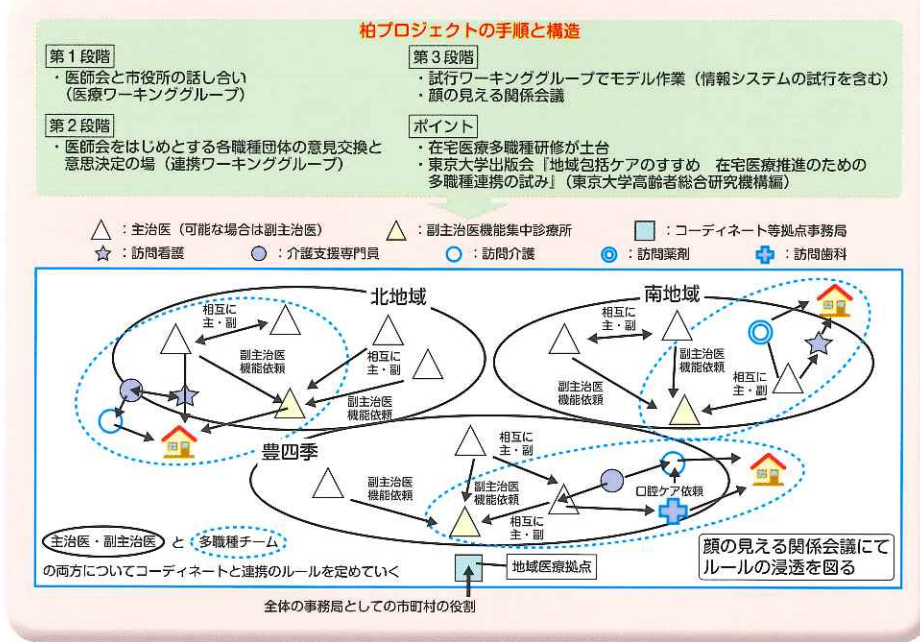 柏プロジェクトの手順と構造
第1段階
・医師会と市役所の話し合い
（医療ワーキンググループ）
第2段階
・医師会をはじめとする各職種団体の意見交換と
意思決定の場（連携ワーキンググループ）
第3段階
・試行ワーキンググループでモデル作業（情報システムの試行を含む）
・顔の見える関係会議
ポイント
・在宅医療多職種研修が土台
・東京大学出版会『地域包括ケアのすすめ　在宅医療推進のための
多職種連携の試み』（東京大学高齢者総合研究機構編）
：主治医（可能な場合は副主治医）
：副主治医機能集中診療所
：コーディネート等拠点事務局
：訪問看護
：介護支援専門員
：訪問介護
：訪問薬剤
：訪問歯科
北地域
相互に
主・副
副主治医
機能依頼
相互に
主・副
副主治医
機能依頼
南地域
相互に
主・副
副主治医
機能依頼
副主治医
機能依頼
相互に
主・副
豊四季
相互に
主・副
副主治医
機能依頼
副主治医
機能依頼
相互に
主・副
口腔ケア依頼
主治医・副主治医 と 多職種チーム
の両方についてコーディネートと連携のルールを定めていく
地域医療拠点
顔の見える関係会議にて
ルールの浸透を図る
全体の事務局としての市町村の役割